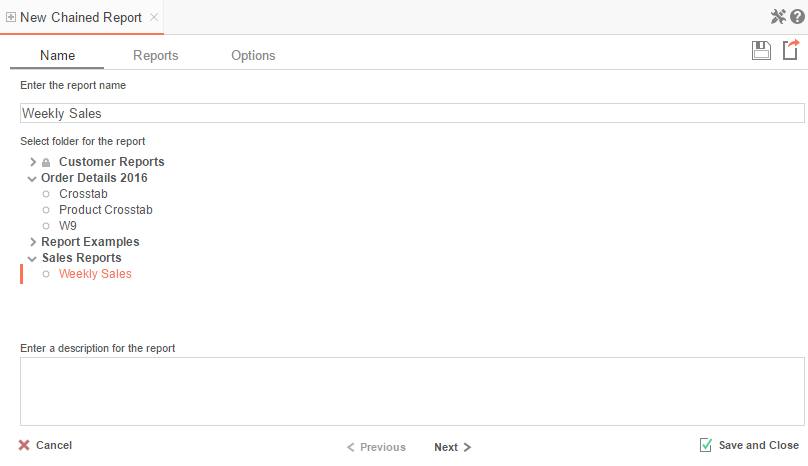 New Chained Report
Name Reports Options
Enter the report name
Weekly Sales
Select folder for the report
Customer Reports
Order Details 2016
Crosstab
Product Crosstab
W9
Report Examples
Sales Reports
Weekly Sales
Enter a description for the report
Cancel Previous Next Save and Close